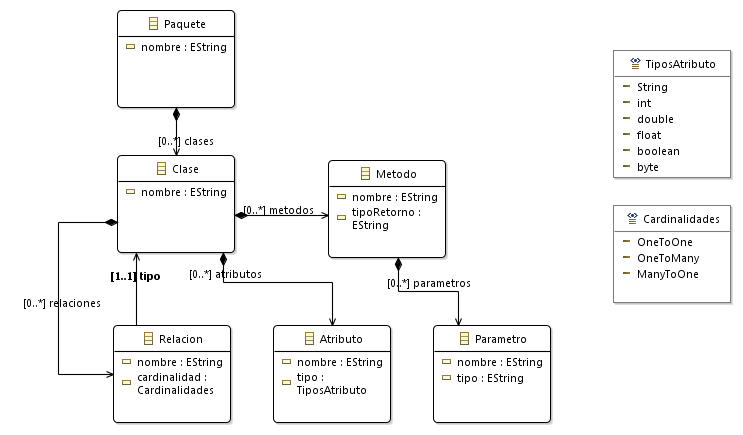 Paquete
nombre : EString
[0..*] clases
Clase
nombre : EString
[0..*] metodos
Metodo
nombre : EString
tipoRetorno :
EString
[1..1] tipo
[0..*] atributos
[0..*] parametros
[0..*] relaciones
Relacion
nombre : EString
cardinalidad :
Cardinalidades
Atributo
nombre : EString
tipo :
TiposAtributo
Parametro
nombre : EString
tipo : EString
TiposAtributo
String
int
double
float
boolean
byte
Cardinalidades
OneToOne
OneToMany
ManyToOne